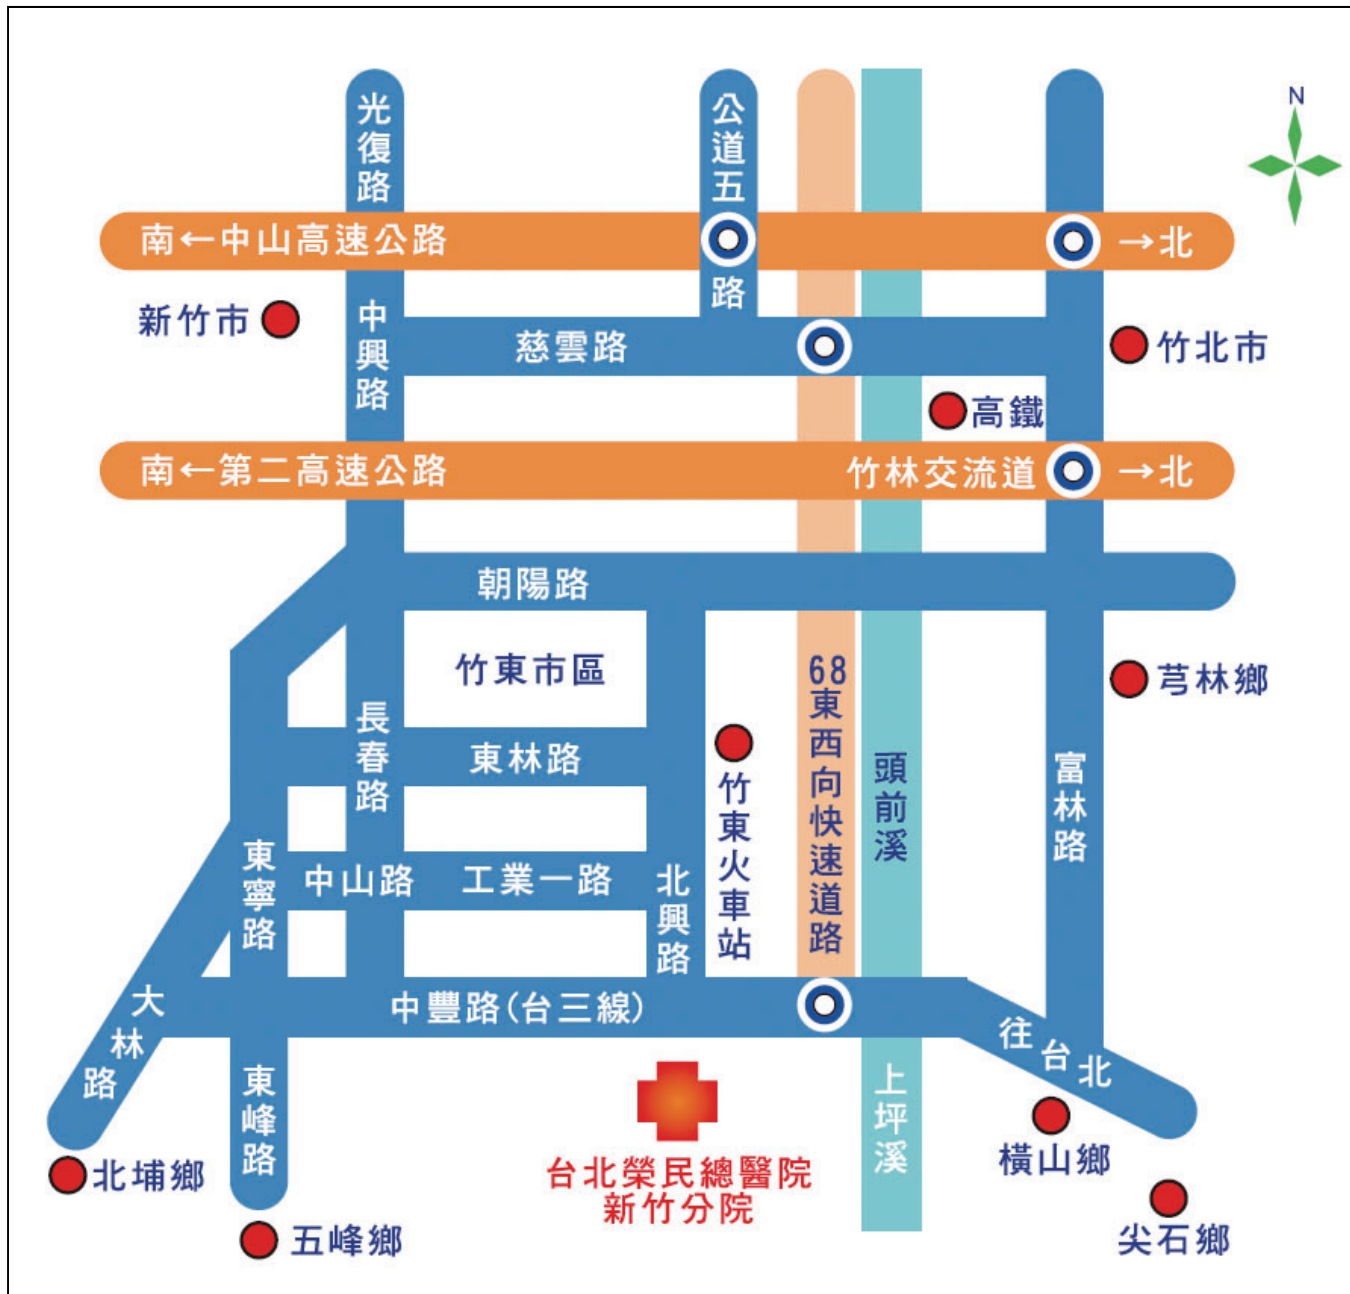 N
光復路
公道五路
南←中山高速公路
→北
新竹市
中興路
慈雲路
竹北市
高鐵
南←第二高速公路
竹林交流道
→北
朝陽路
竹東市區
68東西向快速道路
芎林鄉
長春路
東林路
竹東火車站
頭前溪
富林路
東寧路
中山路
工業一路
北興路
大林路
中豐路(台三線)
往台北
東峰路
上坪溪
橫山鄉
北埔鄉
台北榮民總醫院
新竹分院
五峰鄉
尖石鄉